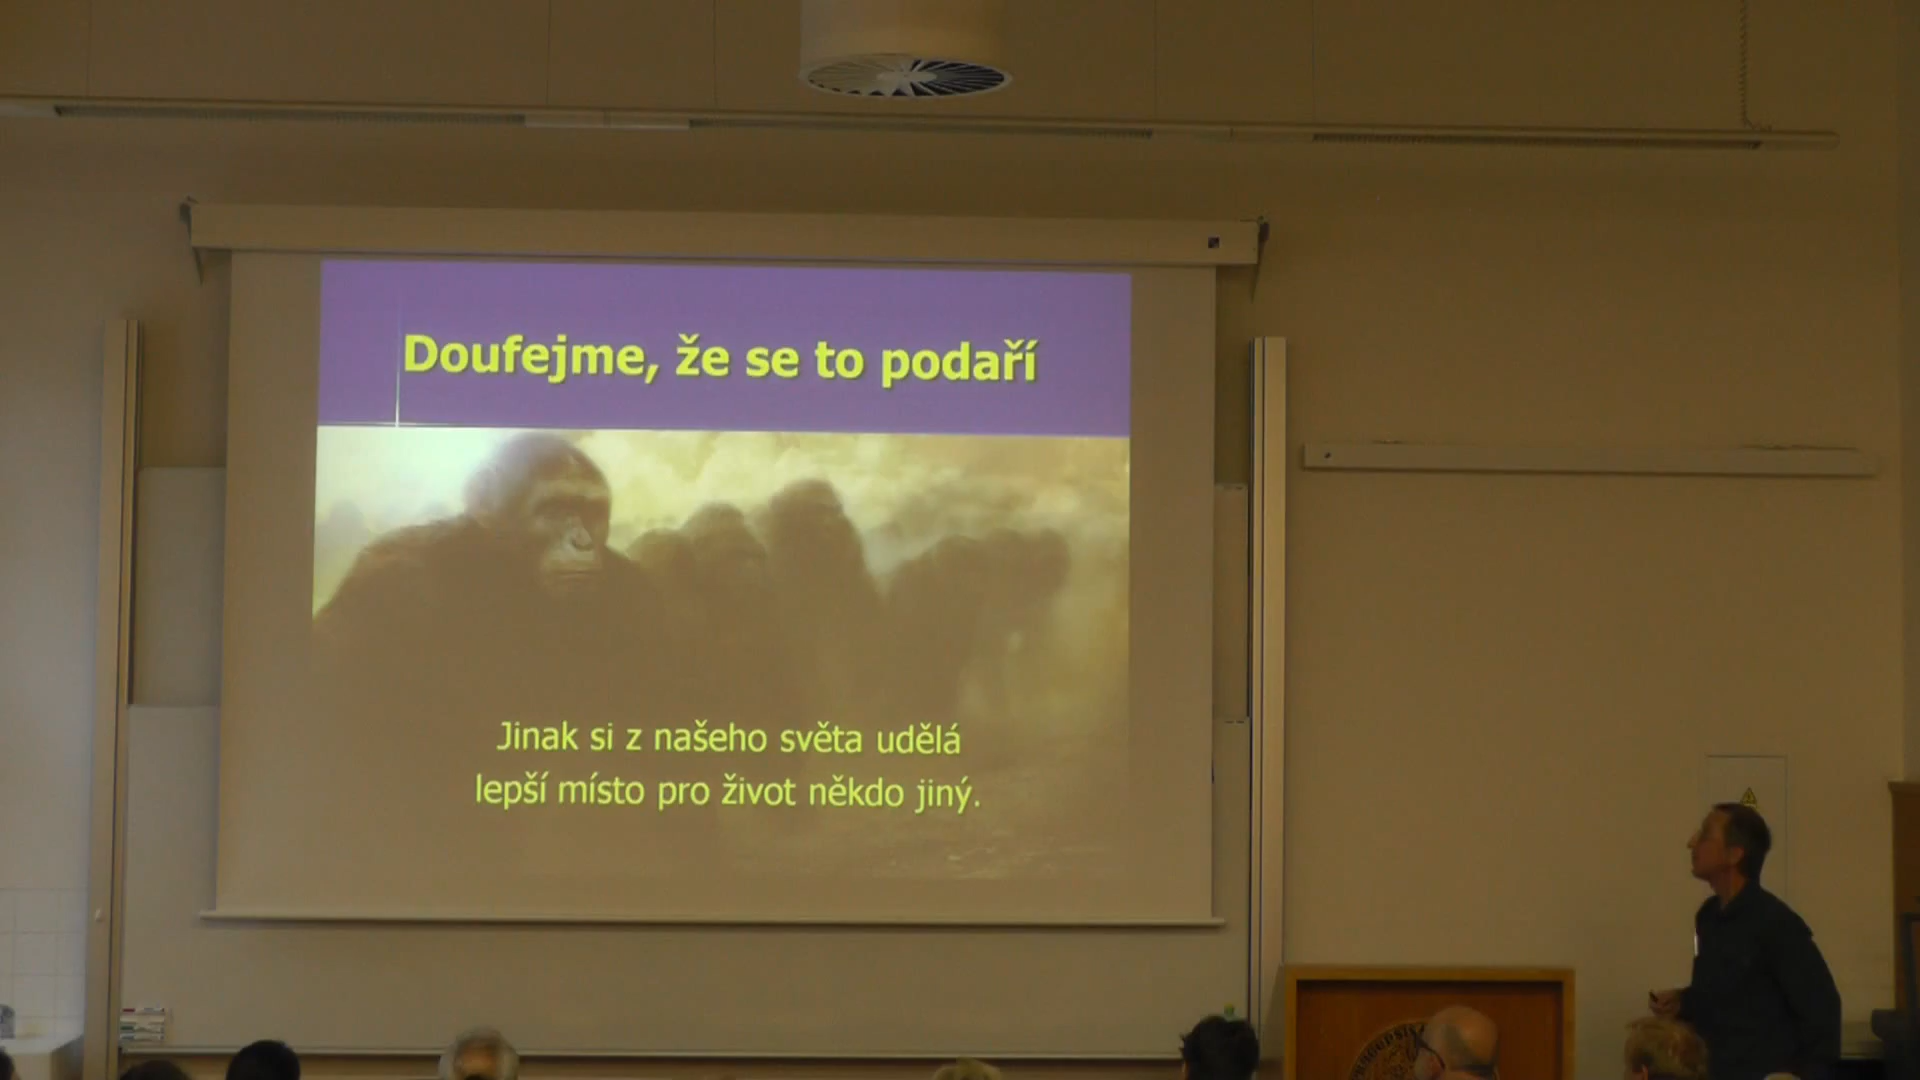 Doufejme, že se to podaří
Jinak si z našeho světa udělá
lepší místo pro život někdo jiný.